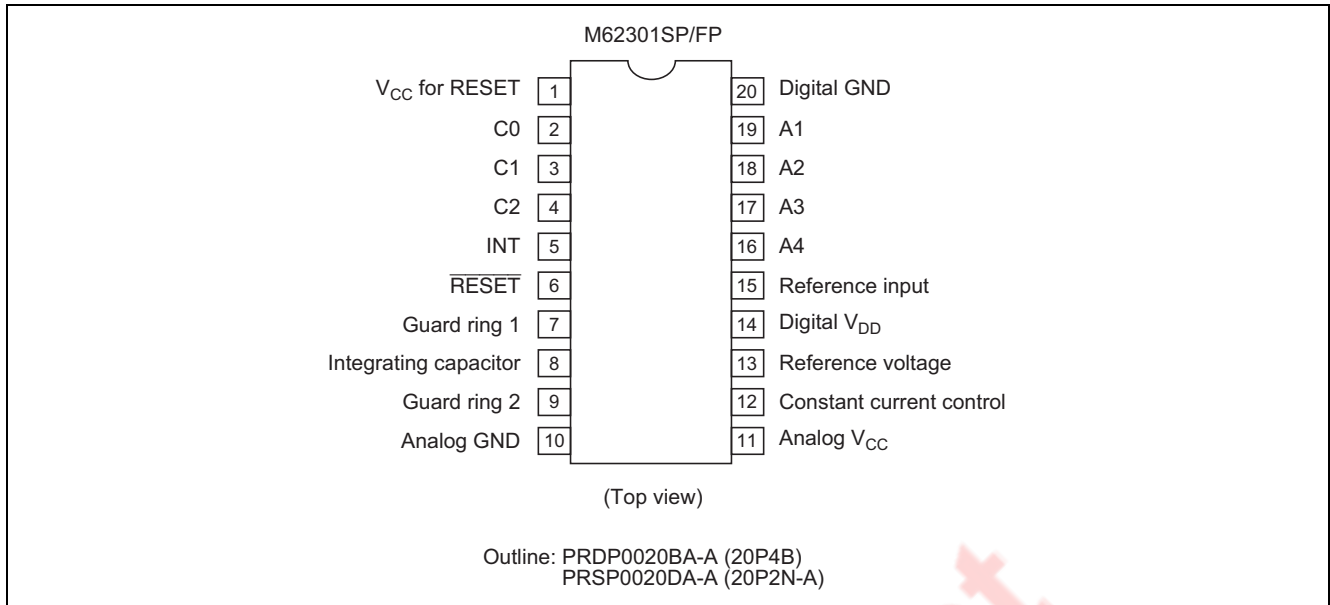 M62301SP/FP
VCC for RESET 1
C0 2
C1 3
C2 4
INT 5
RESET 6
Guard ring 1 7
Integrating capacitor 8
Guard ring 2 9
Analog GND 10
20 Digital GND
19 A1
18 A2
17 A3
16 A4
15 Reference input
14 Digital VDD
13 Reference voltage
12 Constant current control
11 Analog VCC
(Top view)
Outline: PRDP0020BA-A (20P4B)
PRSP0020DA-A (20P2N-A)